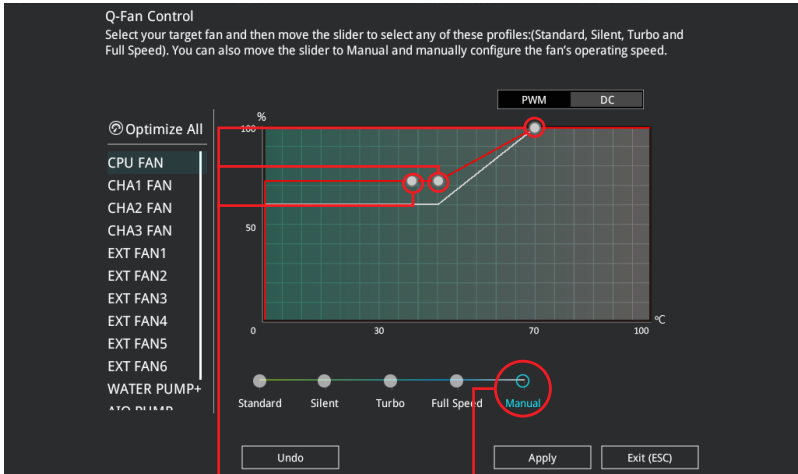 Q-Fan Control
Select your target fan and then move the slider to select any of these profiles:(Standard, Silent, Turbo and
Full Speed). You can also move the slider to Manual and manually configure the fan's operating speed.
PWM
DC
%
Optimize All
100
CPU FAN
CHA1 FAN
CHA2 FAN
CHA3 FAN
50
EXT FAN1
EXT FAN2
EXT FAN3
EXT FAN4
EXT FAN5
EXT FAN6
WATER PUMP+
AIO PUMP
ºC
0
30
70
100
Standard
Silent
Turbo
Full Speed
Manual
Undo
Apply
Exit (ESC)